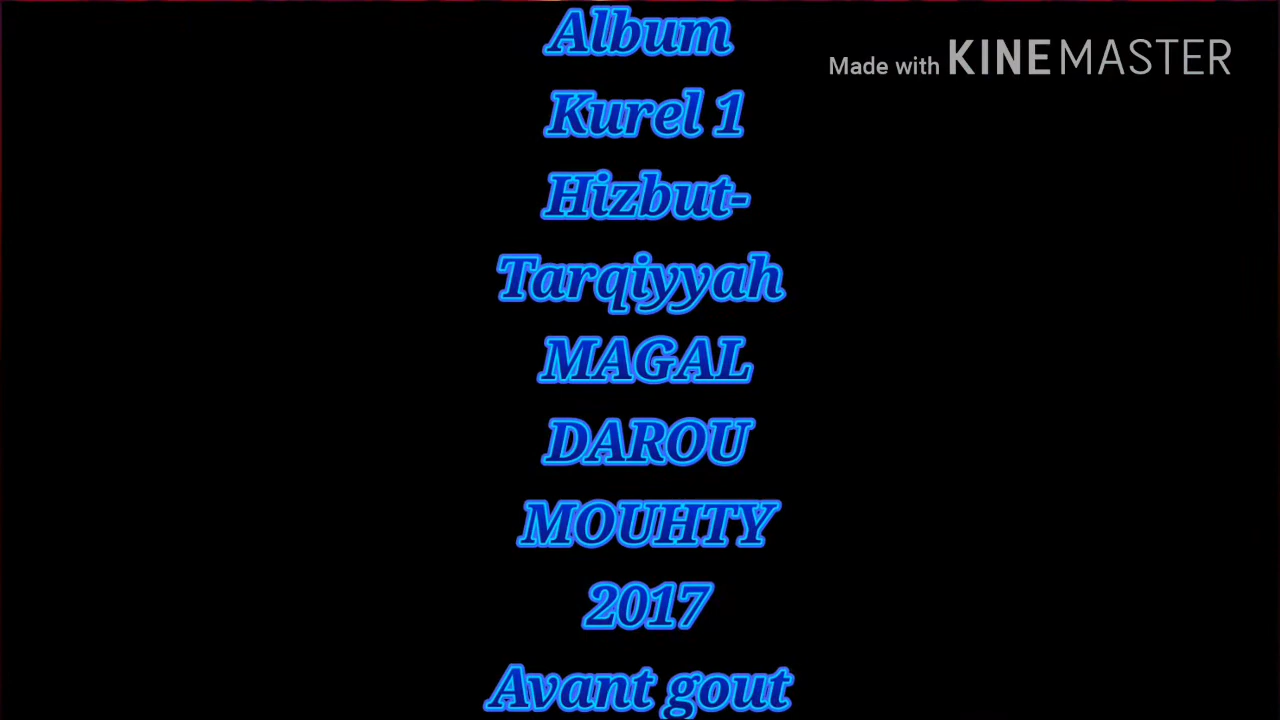 Album
Made with KINEMASTER
Kurel 1
Hizbut-
Tarqiyyah
MAGAL
DAROU
MOUHTY
2017
Avant gout